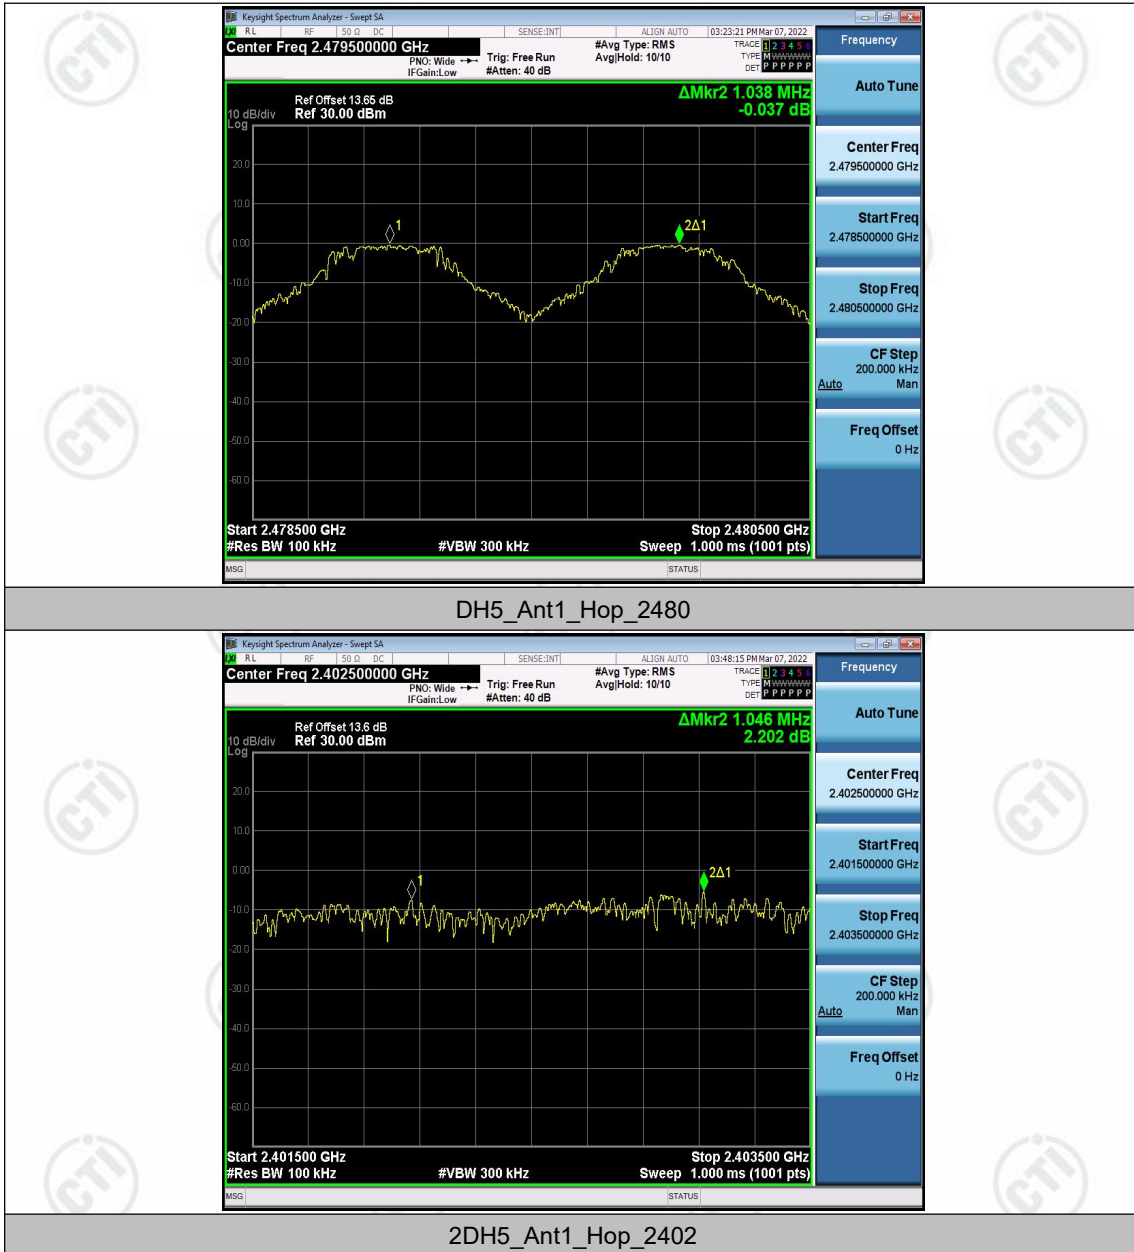 Keysight Spectrum Analyzer - Swept SA
LXI RL RF 50 Ω DC SENSE:INT ALIGN AUTO 03:23:21 PM Mar 07, 2022
Center Freq 2.479500000 GHz
#Avg Type: RMS
TRACE 1 2 3 4 5 6
PNO: Wide
Trig: Free Run
Avg|Hold: 10/10
TYPE M WWWWW
IFGain:Low
#Atten: 40 dB
DET P P P P P P
Ref Offset 13.65 dB
ΔMkr2 1.038 MHz
10 dB/div
Ref 30.00 dBm
-0.037 dB
Log
20.0
10.0
1
2Δ1
0.00
-10.0
-20.0
-30.0
-40.0
-50.0
-60.0
Start 2.478500 GHz
Stop 2.480500 GHz
#Res BW 100 kHz
#VBW 300 kHz
Sweep 1.000 ms (1001 pts)
MSG
STATUS
Frequency
Auto Tune
Center Freq
2.479500000 GHz
Start Freq
2.478500000 GHz
Stop Freq
2.480500000 GHz
CF Step
200.000 kHz
Auto Man
Freq Offset
0 Hz
DH5_Ant1_Hop_2480
Keysight Spectrum Analyzer - Swept SA
LXI RL RF 50 Ω DC SENSE:INT ALIGN AUTO 03:48:15 PM Mar 07, 2022
Center Freq 2.402500000 GHz
#Avg Type: RMS
TRACE 1 2 3 4 5 6
PNO: Wide
Trig: Free Run
Avg|Hold: 10/10
TYPE M WWWWW
IFGain:Low
#Atten: 40 dB
DET P P P P P P
Ref Offset 13.6 dB
ΔMkr2 1.046 MHz
10 dB/div
Ref 30.00 dBm
2.202 dB
Log
20.0
10.0
0.00
1
2Δ1
-10.0
-20.0
-30.0
-40.0
-50.0
-60.0
Start 2.401500 GHz
Stop 2.403500 GHz
#Res BW 100 kHz
#VBW 300 kHz
Sweep 1.000 ms (1001 pts)
MSG
STATUS
Frequency
Auto Tune
Center Freq
2.402500000 GHz
Start Freq
2.401500000 GHz
Stop Freq
2.403500000 GHz
CF Step
200.000 kHz
Auto Man
Freq Offset
0 Hz
2DH5_Ant1_Hop_2402
CTI
CTI
CTI
CTI
CTI
CTI
CTI
CTI